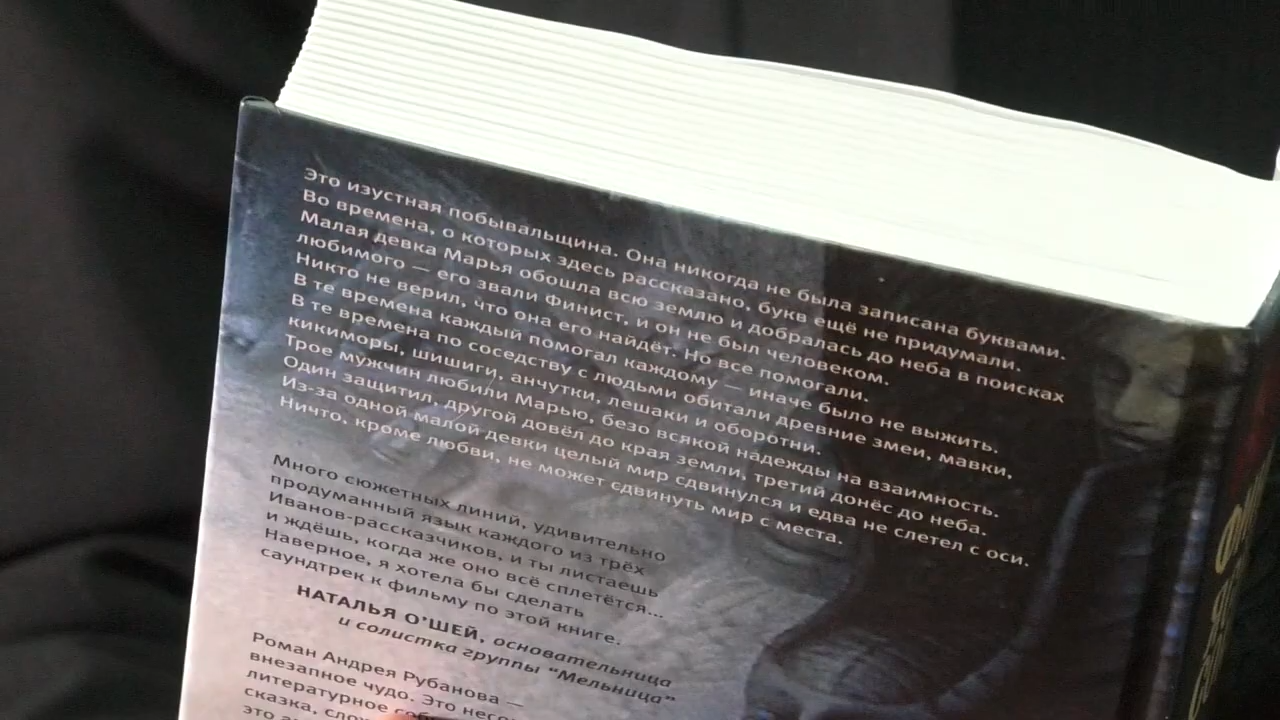 Это изустная побывальщина. Она никогда не была записана буквами.
Во времена, о которых здесь рассказано, букв ещё не придумали.
Малая девка Марья обошла всю землю и добралась до неба в поисках
любимого — его звали Финист, и он не был человеком.
Никто не верил, что она его найдёт. Но все помогали.
В те времена каждый помогал каждому — иначе было не выжить.
В те времена по соседству с людьми обитали древние змеи, мавки,
кикиморы, шишиги, анчутки, лешаки и оборотни.
Трое мужчин любили Марью, безо всякой надежды на взаимность.
Один защитил, другой довёл до края земли, третий донёс до неба.
Из-за одной малой девки целый мир сдвинулся и едва не слетел с оси.
Ничто, кроме любви, не может сдвинуть мир с места.
Много сюжетных линий, удивительно
продуманный язык каждого из трёх
Иванов-рассказчиков, и ты листаешь
и ждёшь, когда же оно всё сплетётся...
Наверное, я хотела бы сделать
саундтрек к фильму по этой книге.
НАТАЛЬЯ О'ШЕЙ, основательница
и солистка группы "Мельница"
Роман Андрея Рубанова —
внезапное чудо. Это
литературное
сказка,
это